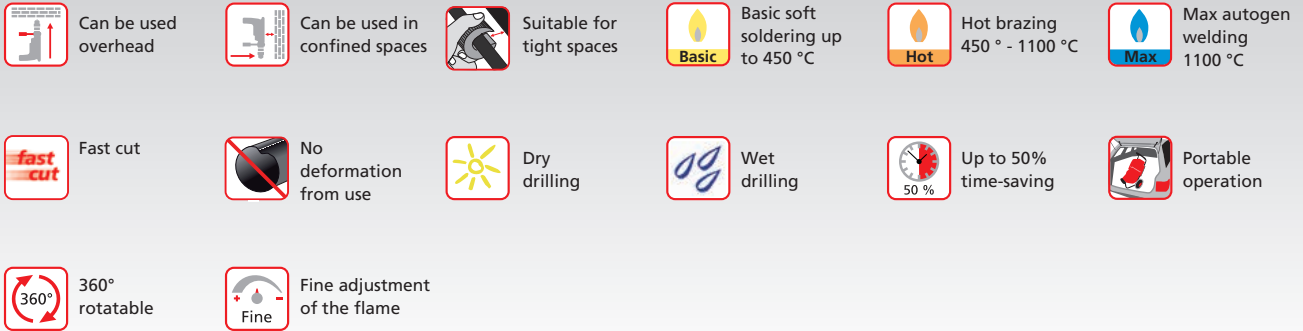 Can be used
overhead
Can be used in
confined spaces
Suitable for
tight spaces
Basic
Basic soft
soldering up
to 450 °C
Hot
Hot brazing
450 ° - 1100 °C
Max
Max autogen
welding
1100 °C
fast
cut
Fast cut
No
deformation
from use
Dry
drilling
Wet
drilling
50 %
Up to 50%
time-saving
Portable
operation
360°
360°
rotatable
+ -
Fine
Fine adjustment
of the flame